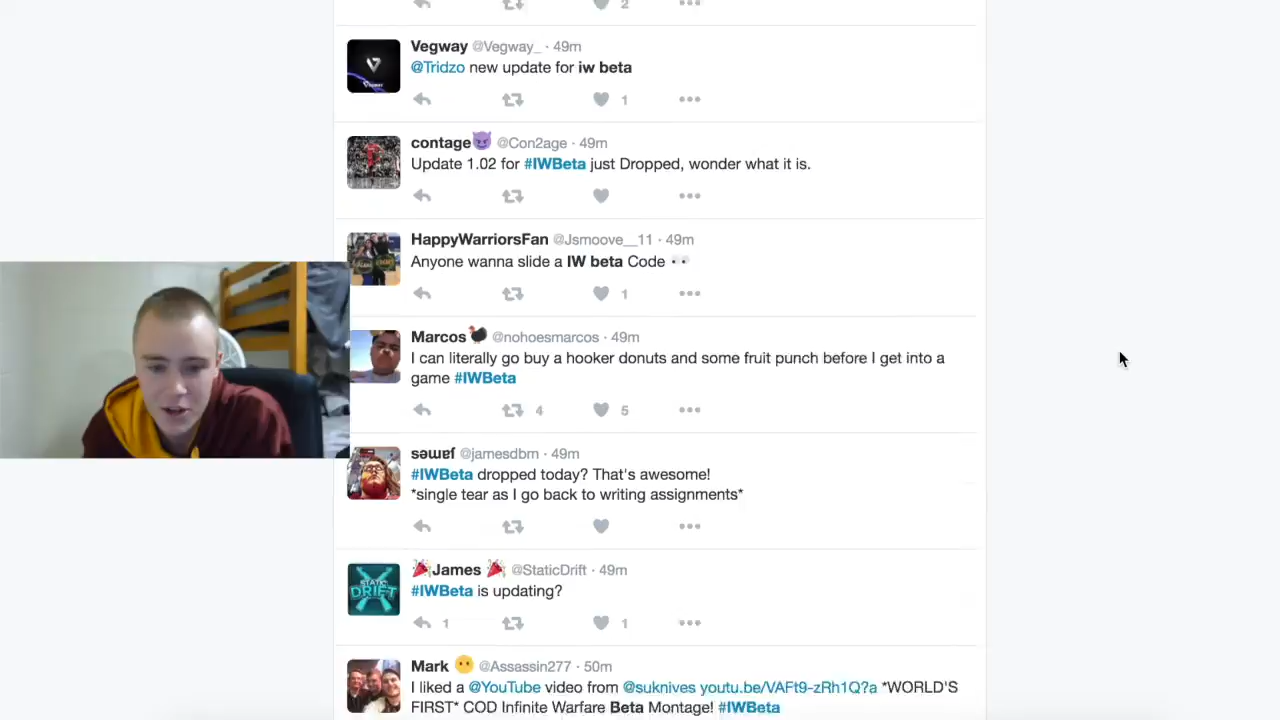 2
Vegway @Vegway_ · 49m
@Tridzo new update for iw beta
1
contage😈 @Con2age · 49m
Update 1.02 for #IWBeta just Dropped, wonder what it is.
HappyWarriorsFan @Jsmoove__11 · 49m
Anyone wanna slide a IW beta Code 👀
1
Marcos🦃 @nohoesmarcos · 49m
I can literally go buy a hooker donuts and some fruit punch before I get into a
game #IWBeta
4 5
sǝɯɐſ @jamesdbm · 49m
#IWBeta dropped today? That's awesome!
*single tear as I go back to writing assignments*
STATIC
DRIFT
🎉James 🎉 @StaticDrift · 49m
#IWBeta is updating?
1 1
Mark 😶 @Assassin277 · 50m
I liked a @YouTube video from @suknives youtu.be/VAFt9-zRh1Q?a *WORLD'S
FIRST* COD Infinite Warfare Beta Montage! #IWBeta